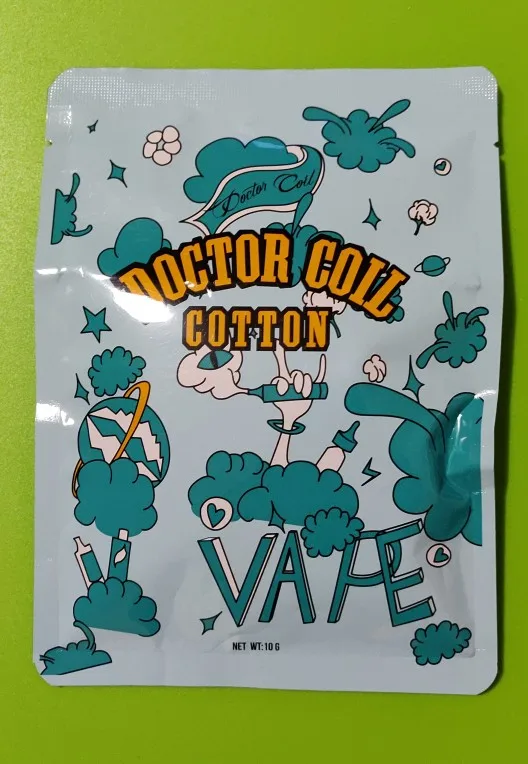 Doctor Coil
DOCTOR COIL
COTTON
VAPE
NET WT:10 G